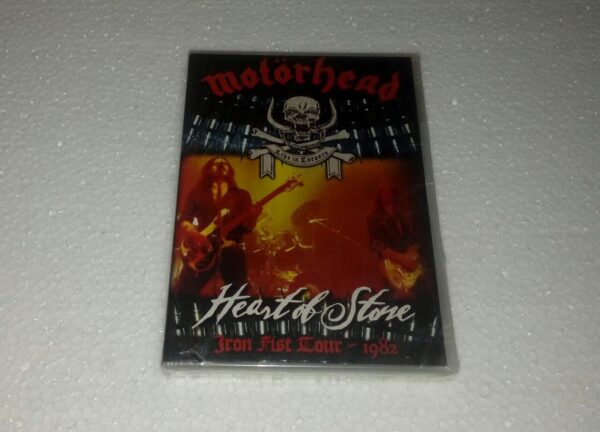 motörhead
Live in Toronto
Heart of Stone
Iron Fist Tour - 1982